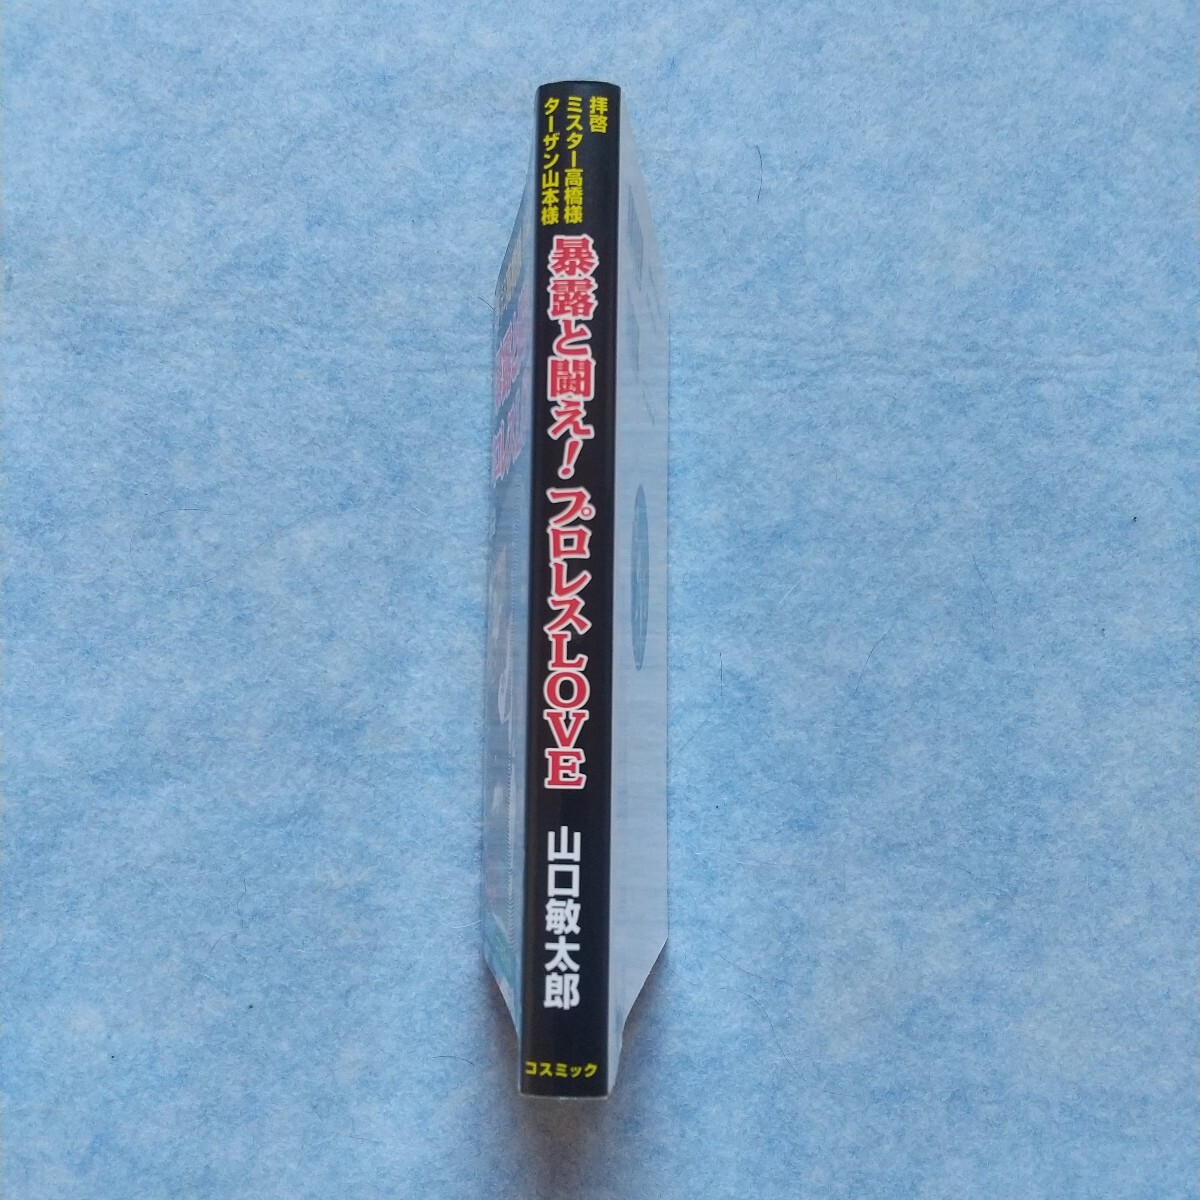 拝啓
ミスター高橋様
ターザン山本様
暴露と闘え！プロレスLOVE
山口敏太郎
コスミック